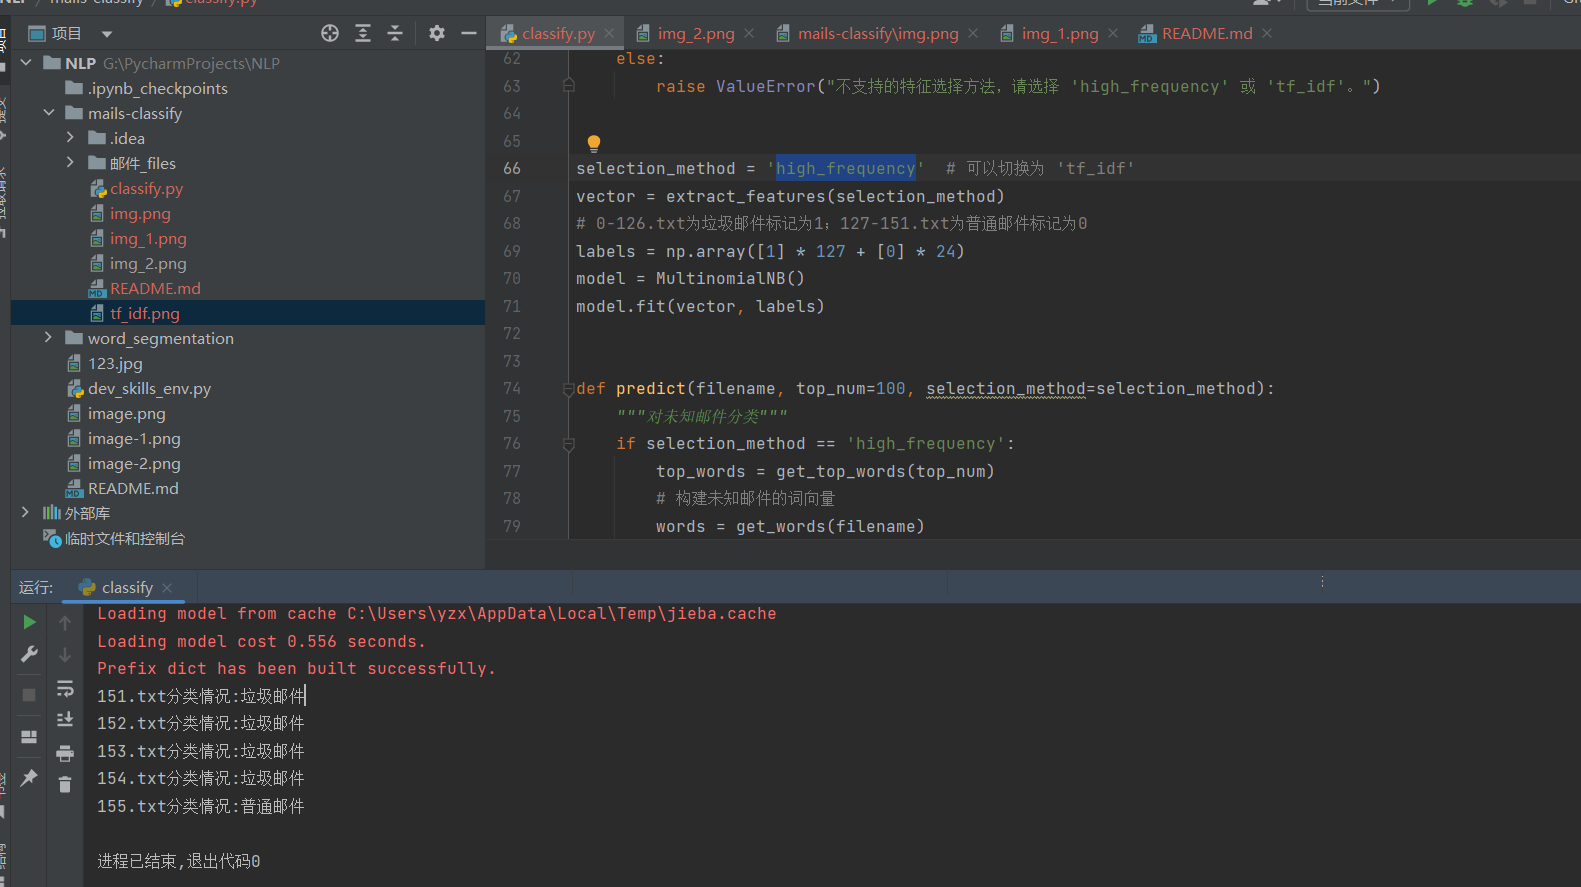 mails-classify
classify.py
当前文件
项目
classify.py
img_2.png
mails-classify\img.png
img_1.png
README.md
NLP G:\PycharmProjects\NLP
.ipynb_checkpoints
mails-classify
.idea
邮件_files
classify.py
img.png
img_1.png
img_2.png
README.md
tf_idf.png
word_segmentation
123.jpg
dev_skills_env.py
image.png
image-1.png
image-2.png
README.md
外部库
临时文件和控制台
62 else:
63 raise ValueError("不支持的特征选择方法，请选择 'high_frequency' 或 'tf_idf'。")
64
65
66 selection_method = 'high_frequency' # 可以切换为 'tf_idf'
67 vector = extract_features(selection_method)
68 # 0-126.txt为垃圾邮件标记为1；127-151.txt为普通邮件标记为0
69 labels = np.array([1] * 127 + [0] * 24)
70 model = MultinomialNB()
71 model.fit(vector, labels)
72
73
74 def predict(filename, top_num=100, selection_method=selection_method):
75 """对未知邮件分类"""
76 if selection_method == 'high_frequency':
77 top_words = get_top_words(top_num)
78 # 构建未知邮件的词向量
79 words = get_words(filename)
运行: classify
Loading model from cache C:\Users\yzx\AppData\Local\Temp\jieba.cache
Loading model cost 0.556 seconds.
Prefix dict has been built successfully.
151.txt分类情况:垃圾邮件
152.txt分类情况:垃圾邮件
153.txt分类情况:垃圾邮件
154.txt分类情况:垃圾邮件
155.txt分类情况:普通邮件
进程已结束,退出代码0